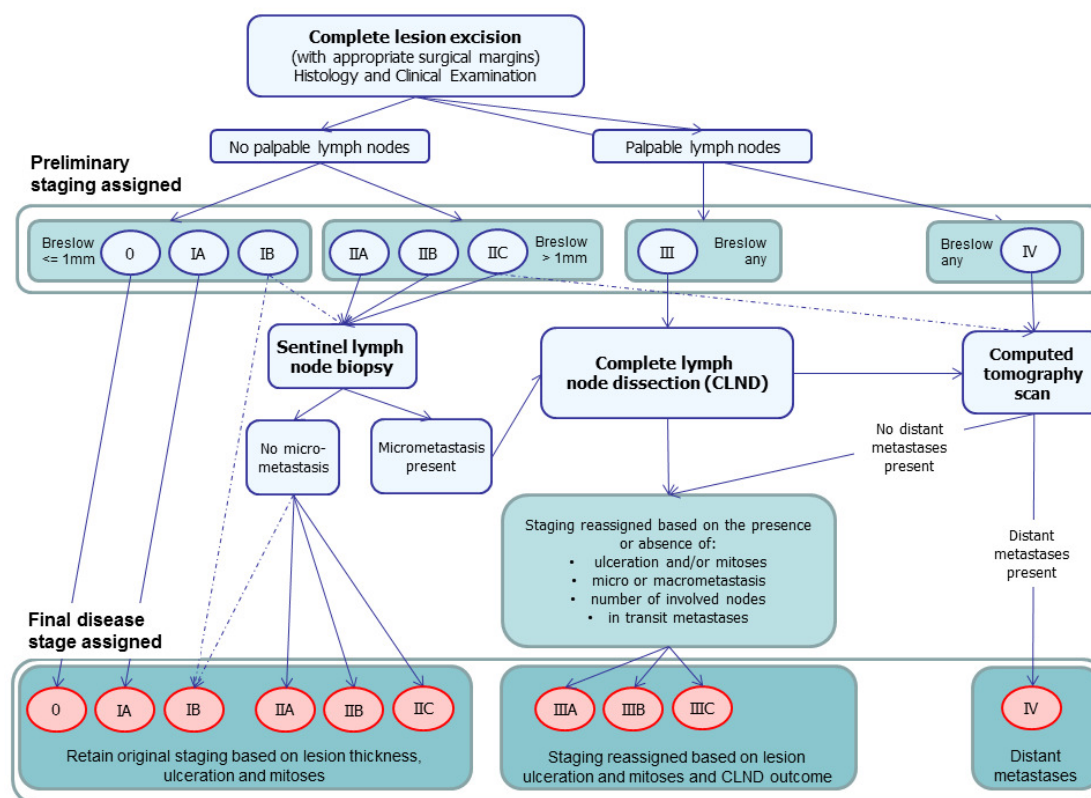 Complete lesion excision
(with appropriate surgical margins)
Histology and Clinical Examination
No palpable lymph nodes
Palpable lymph nodes
Preliminary
staging assigned
Breslow
<= 1mm
0
IA
IB
IIA
IIB
IIC
Breslow
> 1mm
III
Breslow
any
Breslow
any
IV
Sentinel lymph
node biopsy
Complete lymph
node dissection (CLND)
Computed
tomography
scan
No micro-
metastasis
Micrometastasis
present
No distant
metastases
present
Staging reassigned based on the presence
or absence of:
• ulceration and/or mitoses
• micro or macrometastasis
• number of involved nodes
• in transit metastases
Distant
metastases
present
Final disease
stage assigned
0
IA
IB
IIA
IIB
IIC
IIIA
IIIB
IIIC
IV
Retain original staging based on lesion thickness,
ulceration and mitoses
Staging reassigned based on lesion
ulceration and mitoses and CLND outcome
Distant
metastases